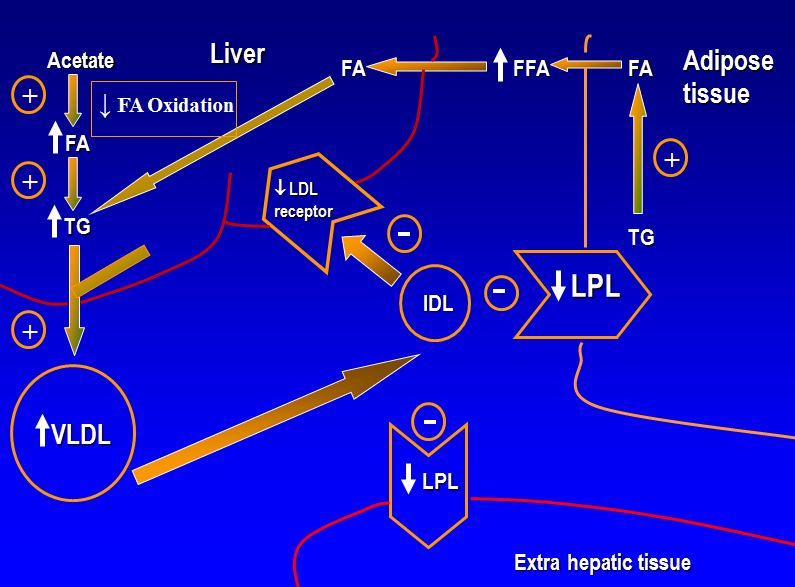 Liver
Adipose
tissue
Acetate
+
↓ FA Oxidation
↑FA
+
↑TG
+
↑VLDL
FA
↑ FFA
FA
+
TG
↓LDL
receptor
-
IDL
-
↓LPL
-
↓LPL
Extra hepatic tissue